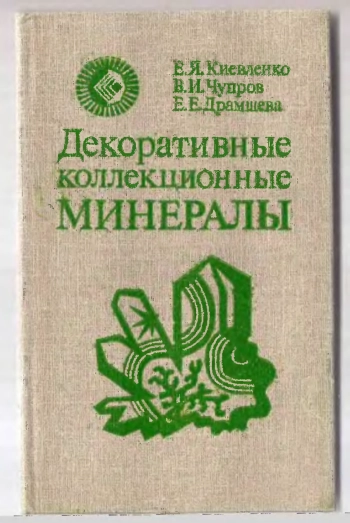 Е.Я.Киевленко
В.И.Чупров
Е.Е.Драмшева
Декоративные
коллекционные
МИНЕРАЛЫ